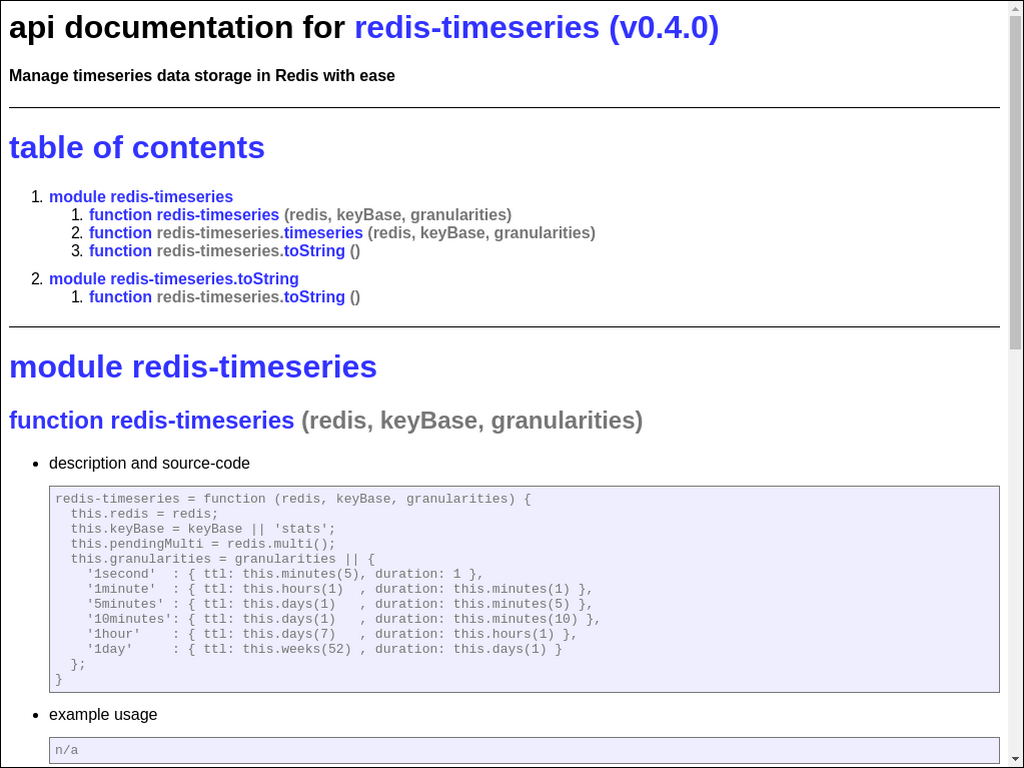 api documentation for redis-timeseries (v0.4.0)
Manage timeseries data storage in Redis with ease
table of contents
1. module redis-timeseries
1. function redis-timeseries (redis, keyBase, granularities)
2. function redis-timeseries.timeseries (redis, keyBase, granularities)
3. function redis-timeseries.toString ()
2. module redis-timeseries.toString
1. function redis-timeseries.toString ()
module redis-timeseries
function redis-timeseries (redis, keyBase, granularities)
• description and source-code
redis-timeseries = function (redis, keyBase, granularities) {
  this.redis = redis;
  this.keyBase = keyBase || 'stats';
  this.pendingMulti = redis.multi();
  this.granularities = granularities || {
    '1second'  : { ttl: this.minutes(5), duration: 1 },
    '1minute'  : { ttl: this.hours(1)  , duration: this.minutes(1) },
    '5minutes' : { ttl: this.days(1)   , duration: this.minutes(5) },
    '10minutes': { ttl: this.days(1)   , duration: this.minutes(10) },
    '1hour'    : { ttl: this.days(7)   , duration: this.hours(1) },
    '1day'     : { ttl: this.weeks(52) , duration: this.days(1) }
  };
}
• example usage
n/a